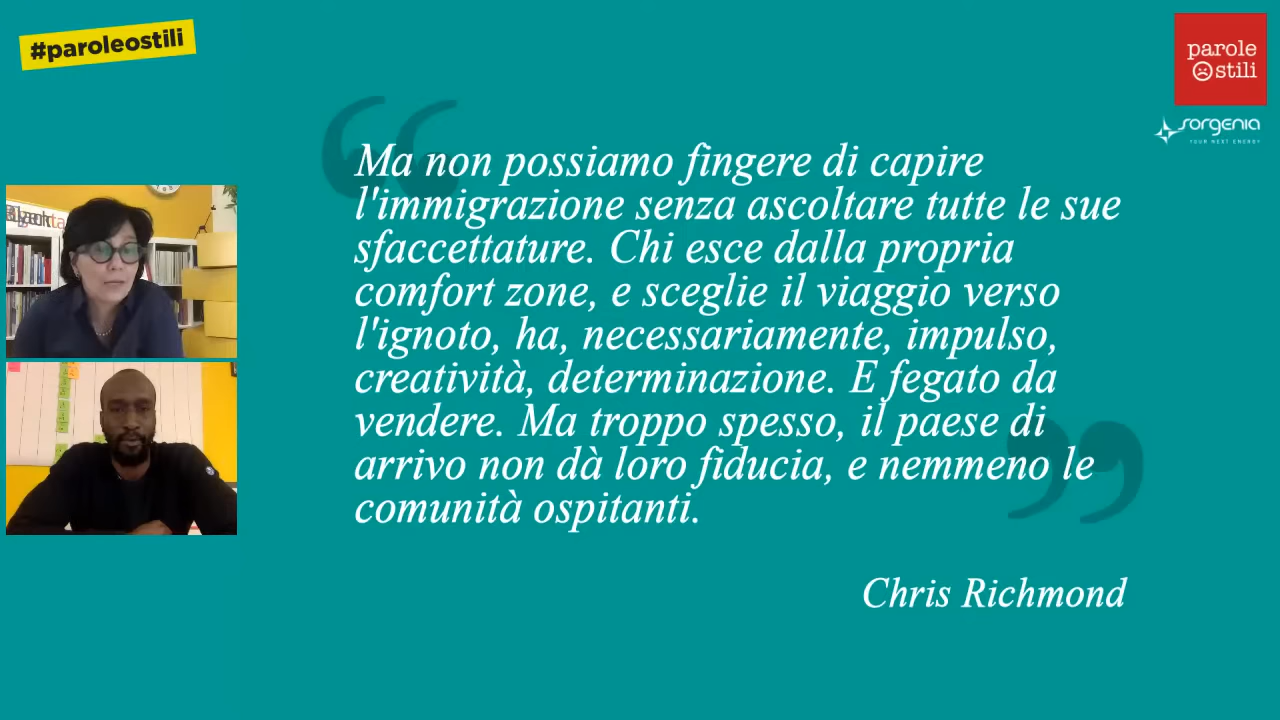 #paroleostili
parole
ostili
sorgenia
YOUR NEXT ENERGY
Ma non possiamo fingere di capire
l'immigrazione senza ascoltare tutte le sue
sfaccettature. Chi esce dalla propria
comfort zone, e sceglie il viaggio verso
l'ignoto, ha, necessariamente, impulso,
creatività, determinazione. E fegato da
vendere. Ma troppo spesso, il paese di
arrivo non dà loro fiducia, e nemmeno le
comunità ospitanti.
Chris Richmond